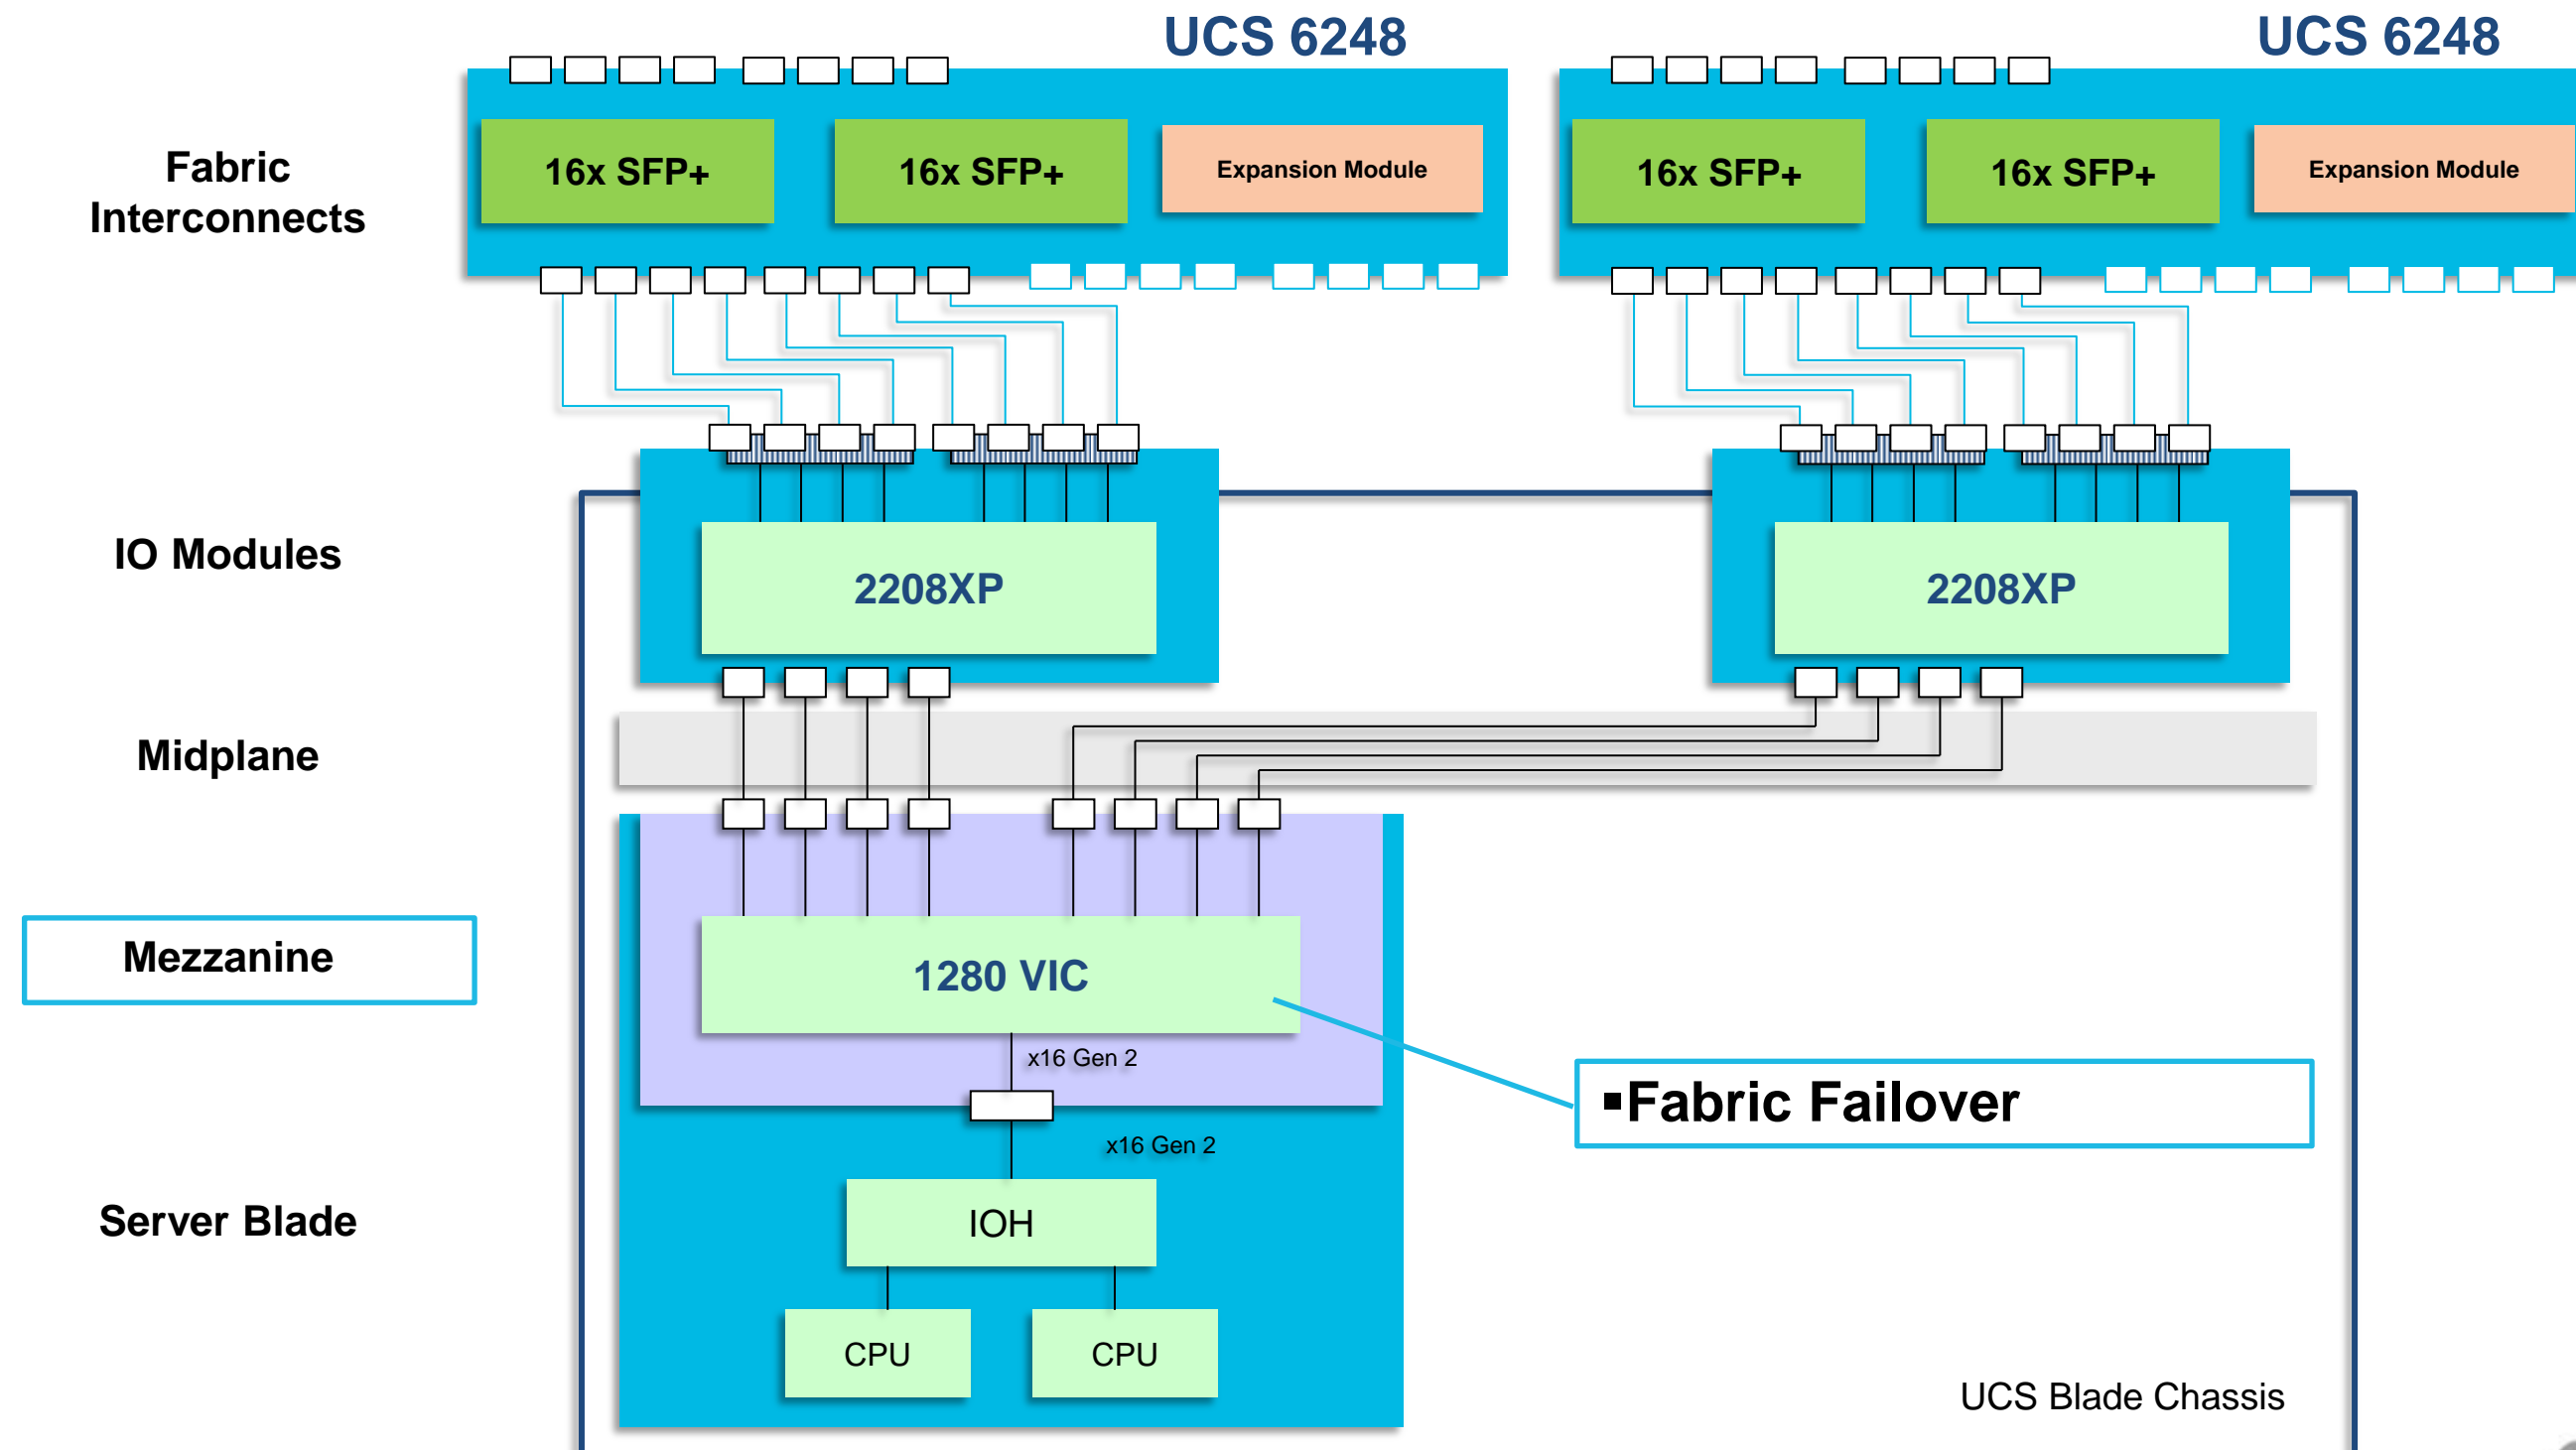 UCS 6248
UCS 6248
Fabric
Interconnects
16x SFP+
16x SFP+
Expansion Module
16x SFP+
16x SFP+
Expansion Module
IO Modules
2208XP
2208XP
Midplane
Mezzanine
1280 VIC
x16 Gen 2
▪Fabric Failover
x16 Gen 2
Server Blade
IOH
CPU
CPU
UCS Blade Chassis